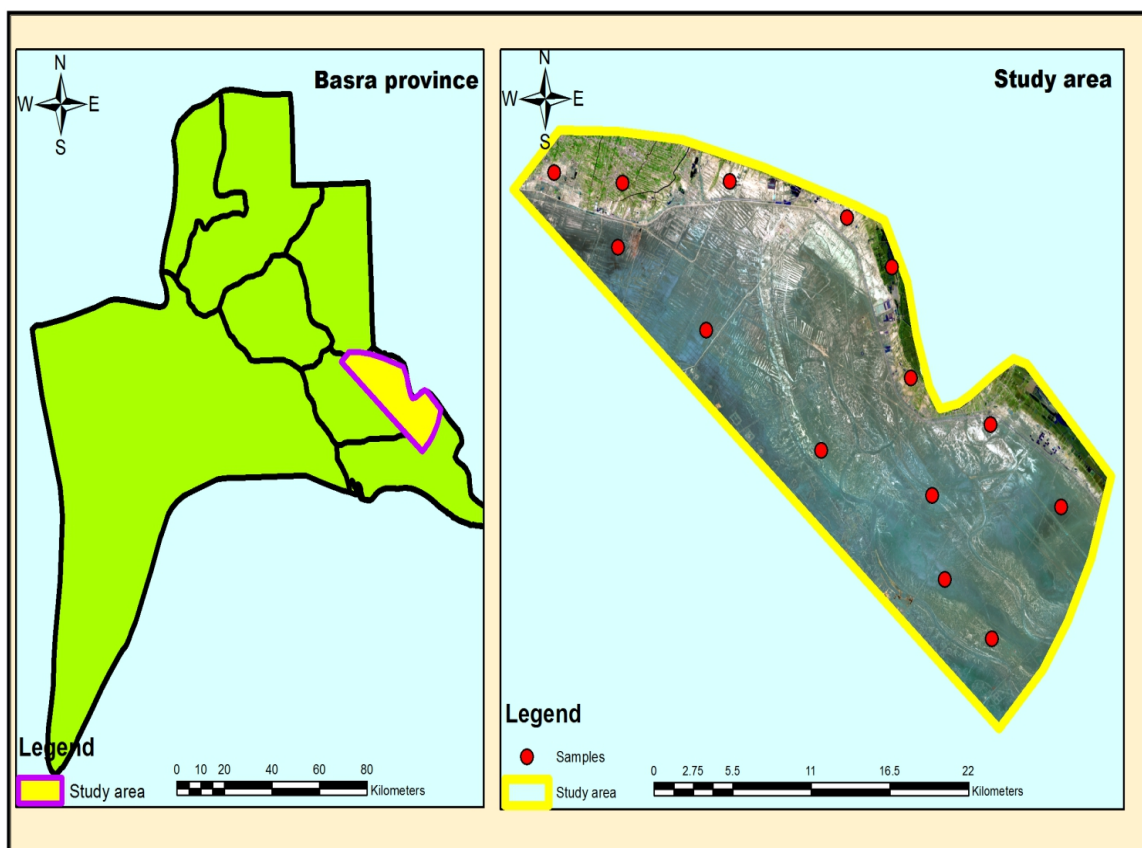 Basra province
N
W E
S
Legend
Study area
0 10 20 40 60 80
Kilometers
Study area
N
W E
S
Legend
Samples
Study area
0 2.75 5.5 11 16.5 22
Kilometers